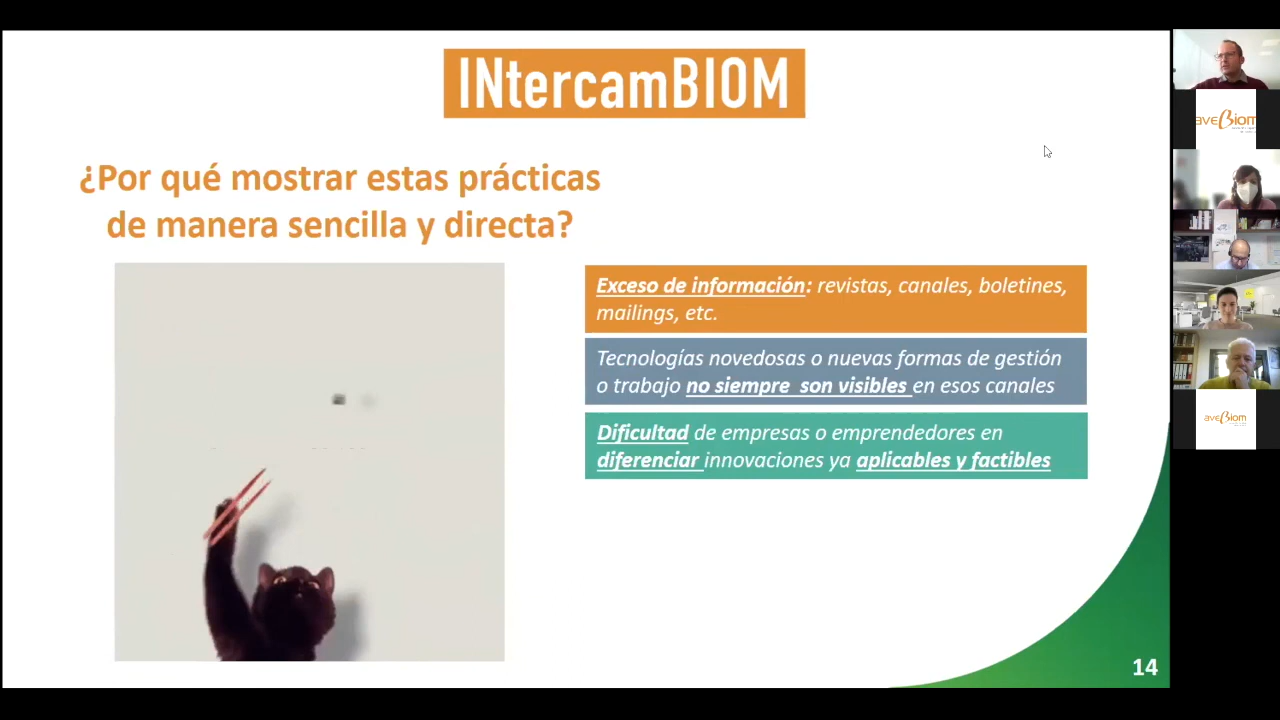 INtercamBIOM
¿Por qué mostrar estas prácticas
de manera sencilla y directa?
Exceso de información: revistas, canales, boletines,
mailings, etc.
Tecnologías novedosas o nuevas formas de gestión
o trabajo no siempre son visibles en esos canales
Dificultad de empresas o emprendedores en
diferenciar innovaciones ya aplicables y factibles
14
aveBiom
aveBiom